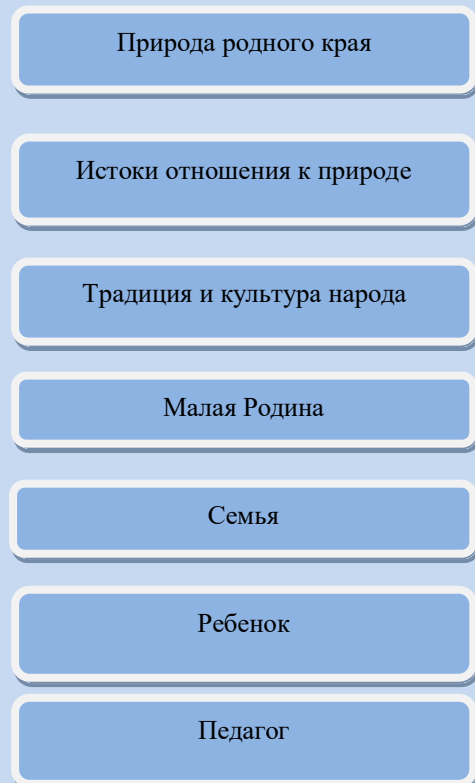 Природа родного края
Истоки отношения к природе
Традиция и культура народа
Малая Родина
Семья
Ребенок
Педагог